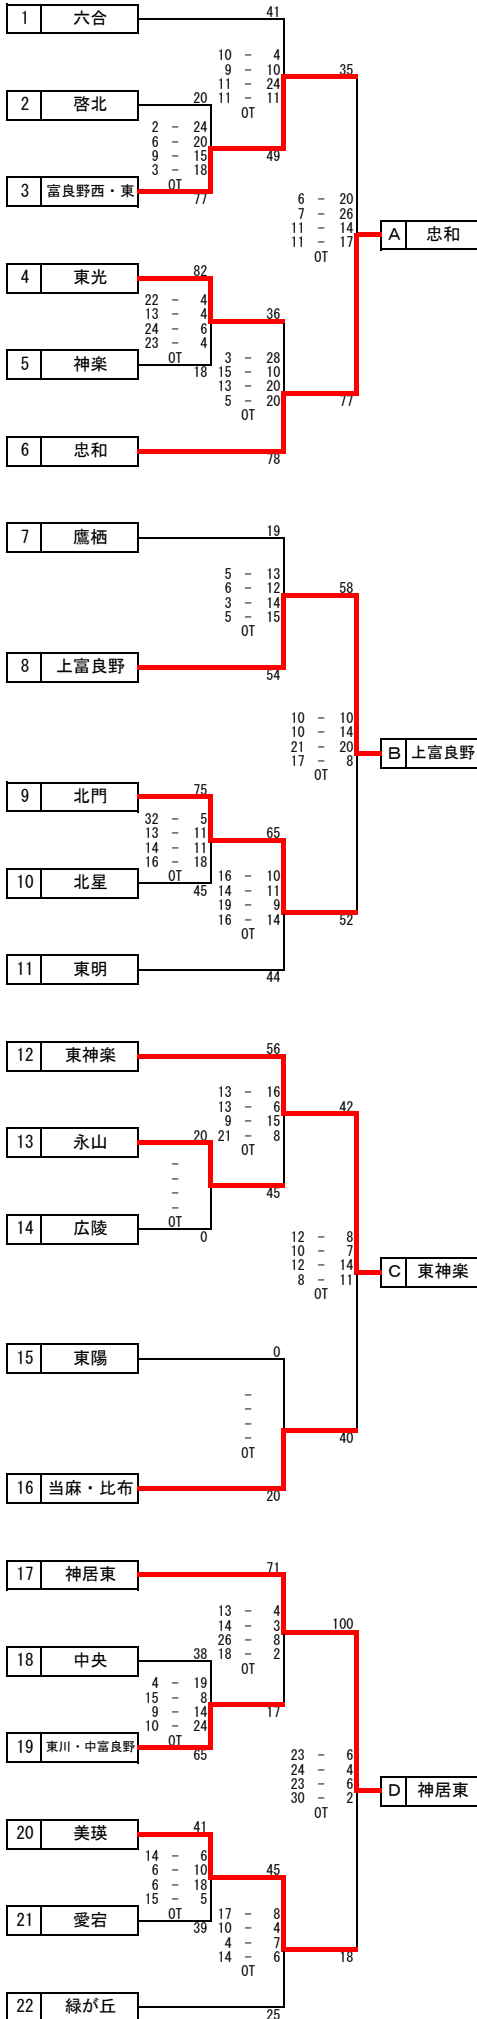 1 六合 41
10 - 4
9 - 10
11 - 24
11 - 11
OT
35
2 啓北 20
2 - 24
6 - 20
9 - 15
3 - 18
OT
49
3 富良野西・東 77
6 - 20
7 - 26
11 - 14
11 - 17
OT
A 忠和
4 東光 82
22 - 4
13 - 4
24 - 6
23 - 4
OT
36
5 神楽 18
3 - 28
15 - 10
13 - 20
5 - 20
OT
77
6 忠和 78
7 鷹栖 19
5 - 13
6 - 12
3 - 14
5 - 15
OT
58
8 上富良野 54
10 - 10
10 - 14
21 - 20
17 - 8
OT
B 上富良野
9 北門 75
32 - 5
13 - 11
14 - 11
16 - 18
OT
65
10 北星 45
16 - 10
14 - 11
19 - 9
16 - 14
OT
52
11 東明 44
12 東神楽 56
13 - 16
13 - 6
9 - 15
21 - 8
OT
42
13 永山 20
-
-
-
-
OT
45
14 広陵 0
12 - 8
10 - 7
12 - 14
8 - 11
OT
C 東神楽
15 東陽 0
-
-
-
-
OT
40
16 当麻・比布 20
17 神居東 71
13 - 4
14 - 3
26 - 8
18 - 2
OT
100
18 中央 38
4 - 19
15 - 8
9 - 14
10 - 24
OT
17
19 東川・中富良野 65
23 - 6
24 - 4
23 - 6
30 - 2
OT
D 神居東
20 美瑛 41
14 - 6
6 - 10
6 - 18
15 - 5
OT
45
21 愛宕 39
17 - 8
10 - 4
4 - 7
14 - 6
OT
18
22 緑が丘 25